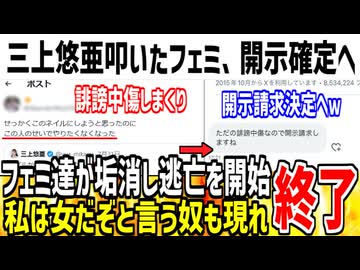 三上悠亜叩いたフェミ、開示確定へ
ポスト
誹謗中傷しまくり
せっかくこのネイルにしようと思ったのに
この人のせいでやりたくなくなった
三上悠亜
2015年10月からXを利用しています・8,534,224
開示請求決定へw
ただの誹謗中傷なので開示請求しま
すね
フェミ達が垢消し逃亡を開始
私は女だぞと言う奴も現れ
終了